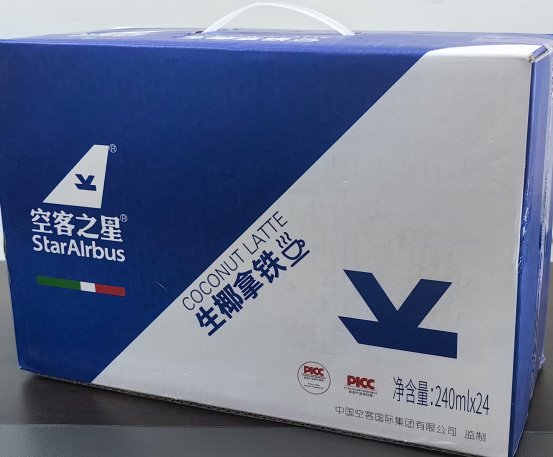 空客之星®
StarAIrbus
COCONUT LATTE
生椰拿铁
PICC
PICC
净含量:240mlx24
中国空客国际集团有限公司 监制